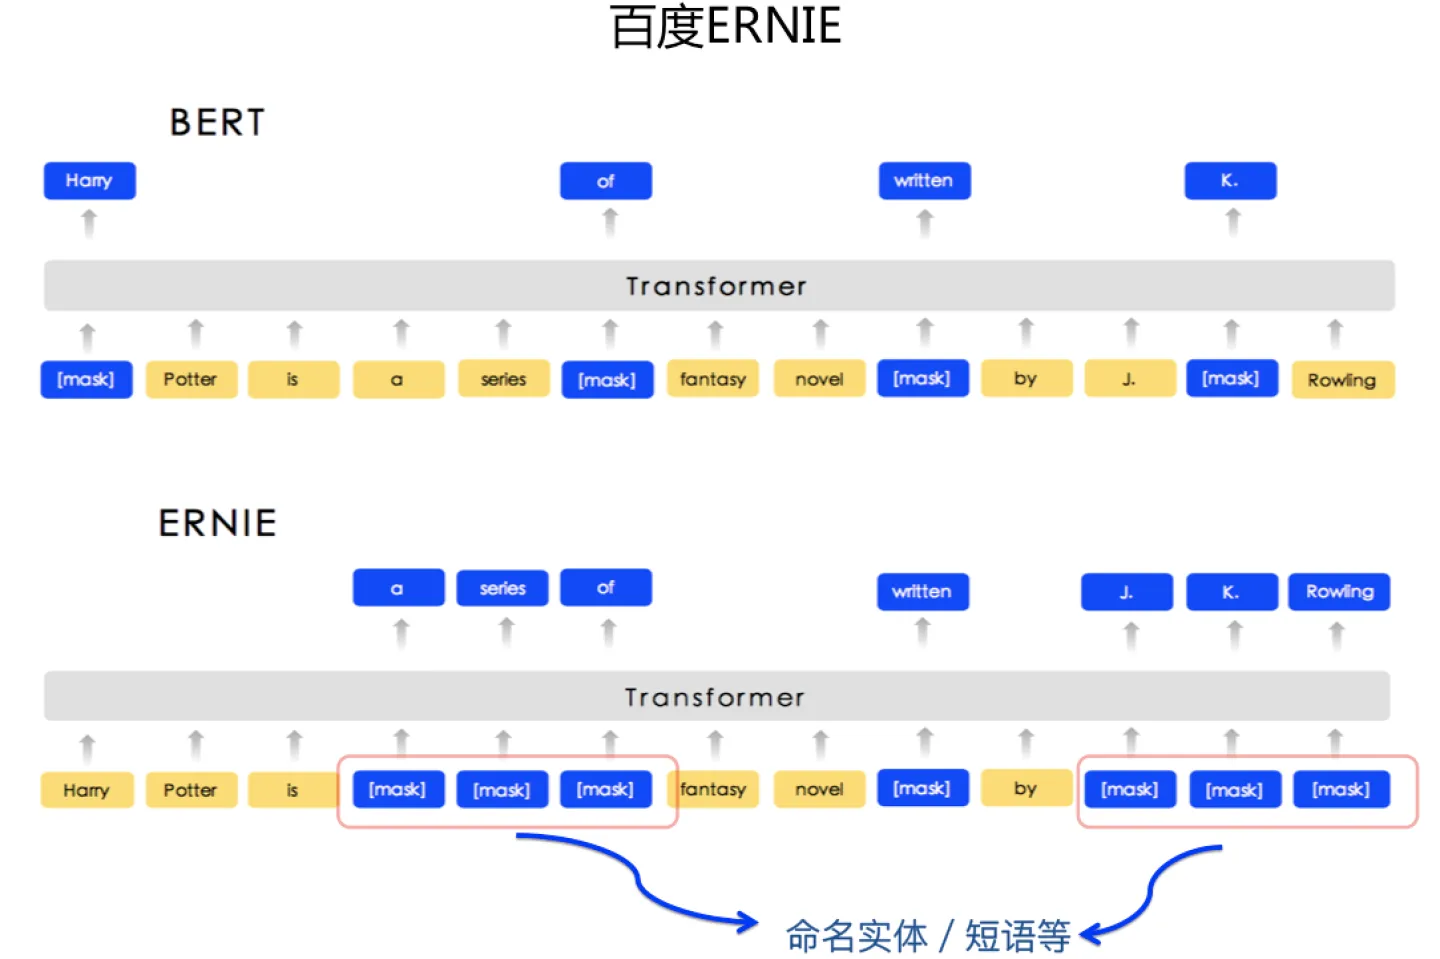 百度ERNIE
BERT
Harry of written K.
Transformer
[mask] Potter is a series [mask] fantasy novel [mask] by J. [mask] Rowling
ERNIE
a series of written J. K. Rowling
Transformer
Harry Potter is [mask] [mask] [mask] fantasy novel [mask] by [mask] [mask] [mask]
命名实体 / 短语等